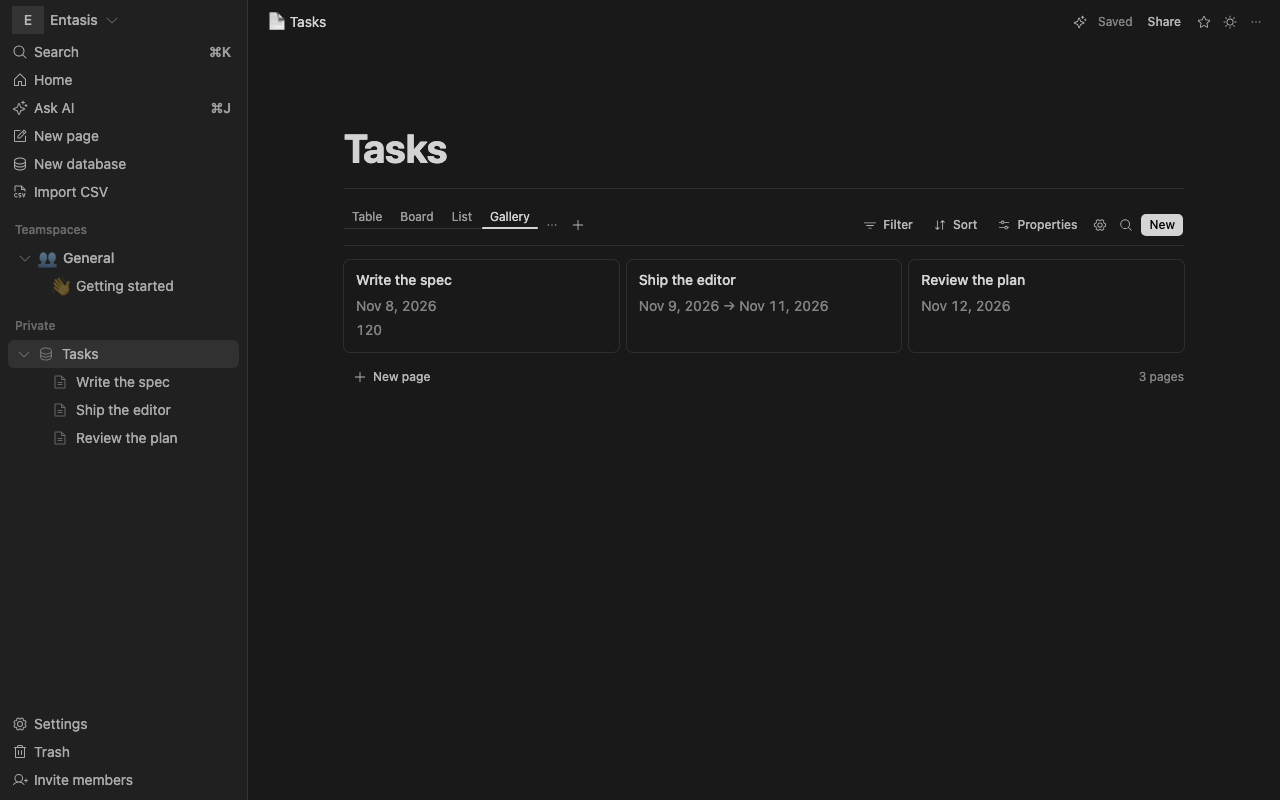 E Entasis
Search ⌘K
Home
Ask AI ⌘J
New page
New database
Import CSV
Teamspaces
General
Getting started
Private
Tasks
Write the spec
Ship the editor
Review the plan
Settings
Trash
Invite members
Tasks
Saved Share
Tasks
Table Board List Gallery
Filter Sort Properties New
Write the spec
Nov 8, 2026
120
Ship the editor
Nov 9, 2026 → Nov 11, 2026
Review the plan
Nov 12, 2026
New page
3 pages